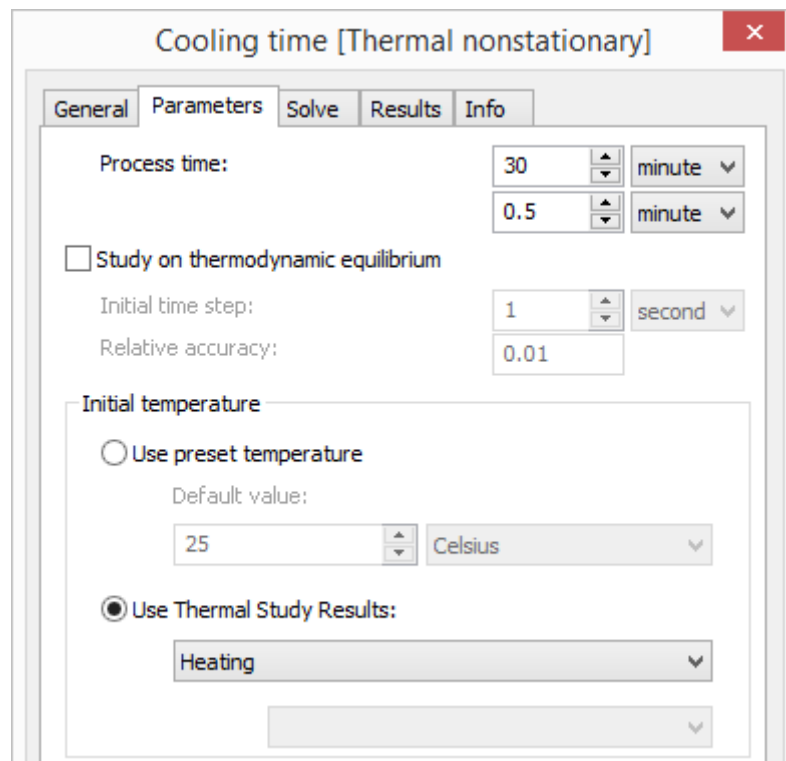 Cooling time [Thermal nonstationary]
General Parameters Solve Results Info
Process time: 30 minute
0.5 minute
Study on thermodynamic equilibrium
Initial time step: 1 second
Relative accuracy: 0.01
Initial temperature
Use preset temperature
Default value:
25 Celsius
Use Thermal Study Results:
Heating